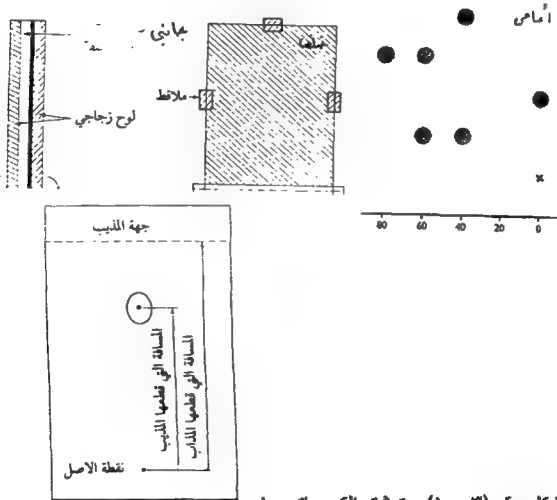 جانبي
ملاقط
لوح زجاجي
أمامي
x
80 60 40 20 0
جهة المذيب
المسافة التي قطعها المذيب
المسافة التي قطعها المذاب
نقطة الاصل